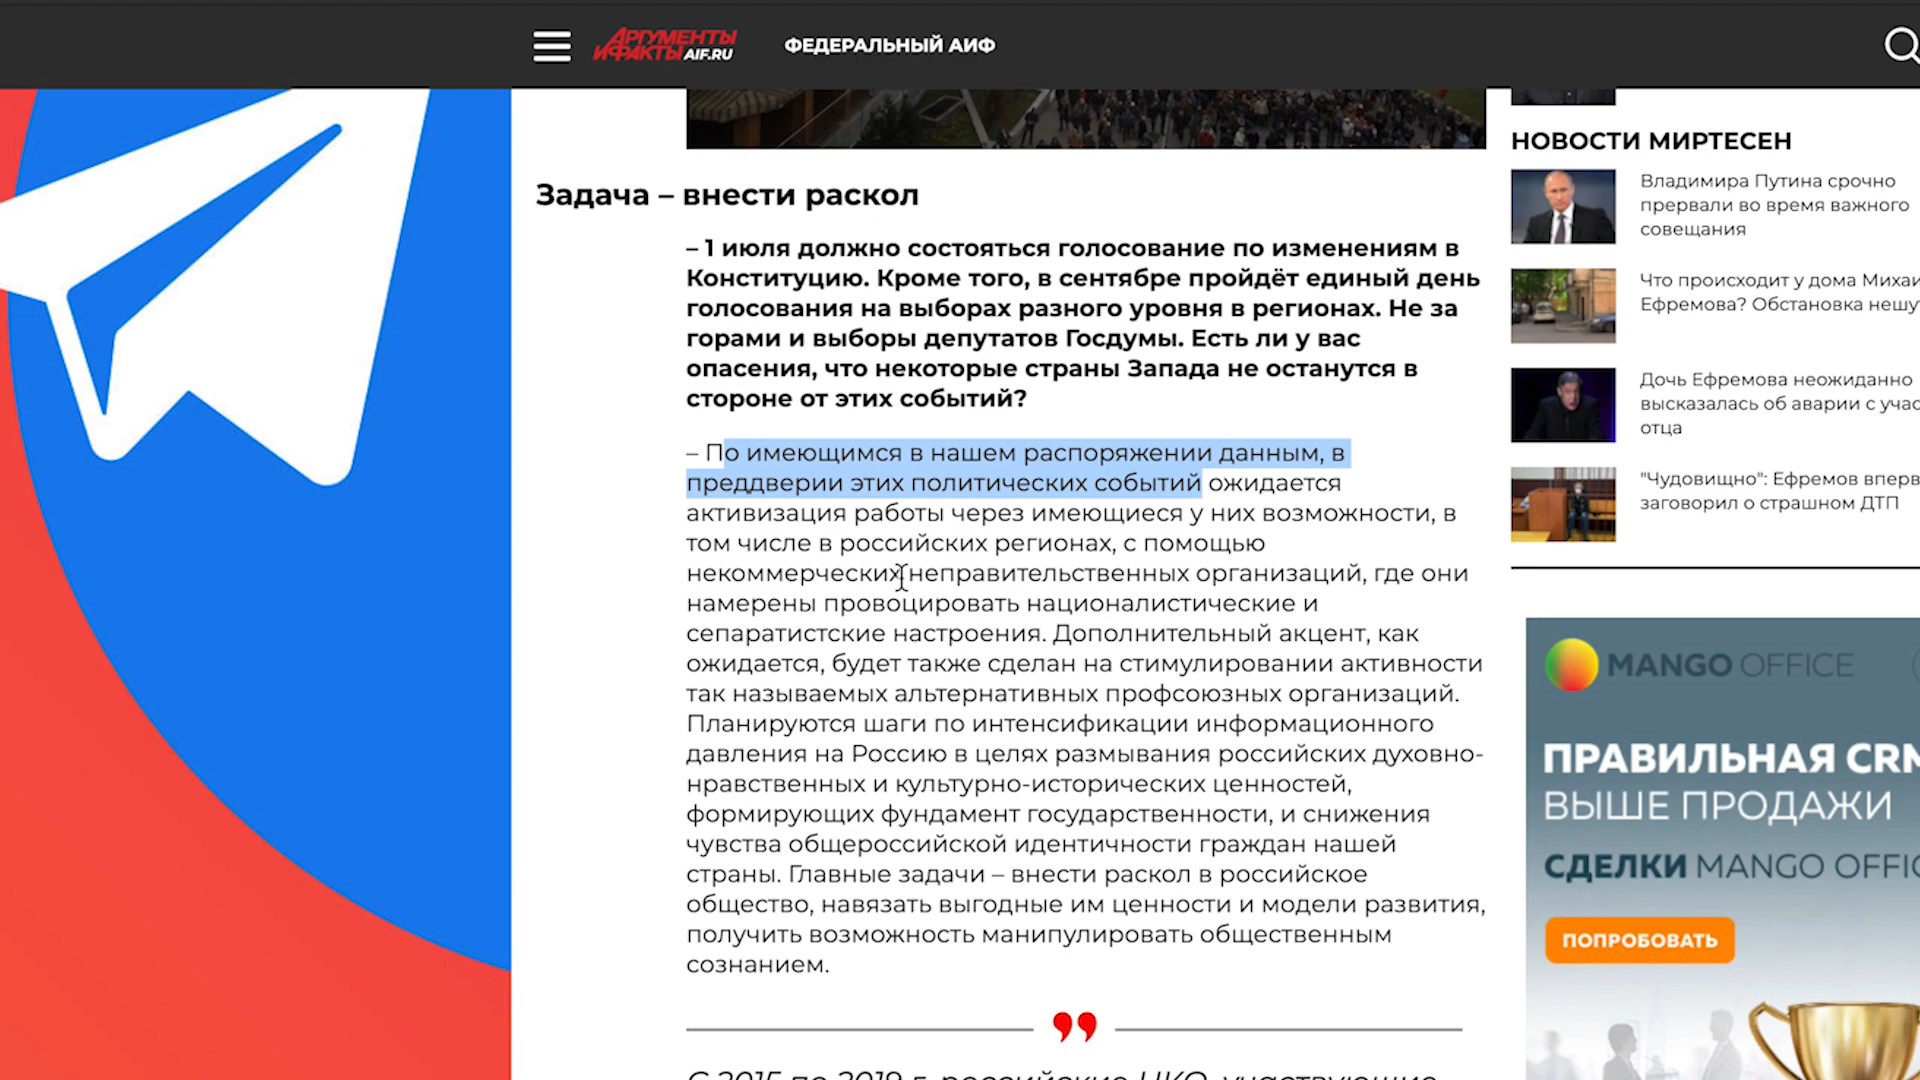 АРГУМЕНТЫ
И ФАКТЫ AIF.RU
ФЕДЕРАЛЬНЫЙ АИФ
Задача – внести раскол
– 1 июля должно состояться голосование по изменениям в
Конституцию. Кроме того, в сентябре пройдёт единый день
голосования на выборах разного уровня в регионах. Не за
горами и выборы депутатов Госдумы. Есть ли у вас
опасения, что некоторые страны Запада не останутся в
стороне от этих событий?
– По имеющимся в нашем распоряжении данным, в
преддверии этих политических событий ожидается
активизация работы через имеющиеся у них возможности, в
том числе в российских регионах, с помощью
некоммерческих неправительственных организаций, где они
намерены провоцировать националистические и
сепаратистские настроения. Дополнительный акцент, как
ожидается, будет также сделан на стимулировании активности
так называемых альтернативных профсоюзных организаций.
Планируются шаги по интенсификации информационного
давления на Россию в целях размывания российских духовно-
нравственных и культурно-исторических ценностей,
формирующих фундамент государственности, и снижения
чувства общероссийской идентичности граждан нашей
страны. Главные задачи – внести раскол в российское
общество, навязать выгодные им ценности и модели развития,
получить возможность манипулировать общественным
сознанием.
С 2015 по 2019 г. российские НКО, участвующие
НОВОСТИ МИРТЕСЕН
Владимира Путина срочно
прервали во время важного
совещания
Что происходит у дома Михаи
Ефремова? Обстановка нешу
Дочь Ефремова неожиданно
высказалась об аварии с учас
отца
"Чудовищно": Ефремов вперв
заговорил о страшном ДТП
MANGO OFFICE
ПРАВИЛЬНАЯ CRM
ВЫШЕ ПРОДАЖИ
СДЕЛКИ MANGO OFFIC
ПОПРОБОВАТЬ